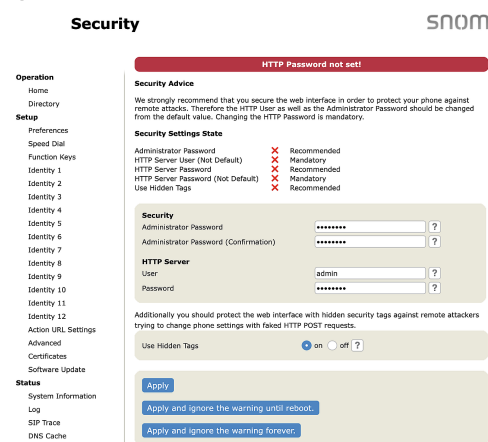 Security
snom
HTTP Password not set!
Operation
Home
Directory
Setup
Preferences
Speed Dial
Function Keys
Identity 1
Identity 2
Identity 3
Identity 4
Identity 5
Identity 6
Identity 7
Identity 8
Identity 9
Identity 10
Identity 11
Identity 12
Action URL Settings
Advanced
Certificates
Software Update
Status
System Information
Log
SIP Trace
DNS Cache
Security Advice
We strongly recommend that you secure the web interface in order to protect your phone against
remote attacks. Therefore the HTTP User as well as the Administrator Password should be changed
from the default value. Changing the HTTP Password is mandatory.
Security Settings State
Administrator Password Recommended
HTTP Server User (Not Default) Mandatory
HTTP Server Password Recommended
HTTP Server Password (Not Default) Mandatory
Use Hidden Tags Recommended
Security
Administrator Password •••••••• ?
Administrator Password (Confirmation) •••••••• ?
HTTP Server
User admin ?
Password •••••••• ?
Additionally you should protect the web interface with hidden security tags against remote attackers
trying to change phone settings with faked HTTP POST requests.
Use Hidden Tags on off ?
Apply
Apply and ignore the warning until reboot.
Apply and ignore the warning forever.